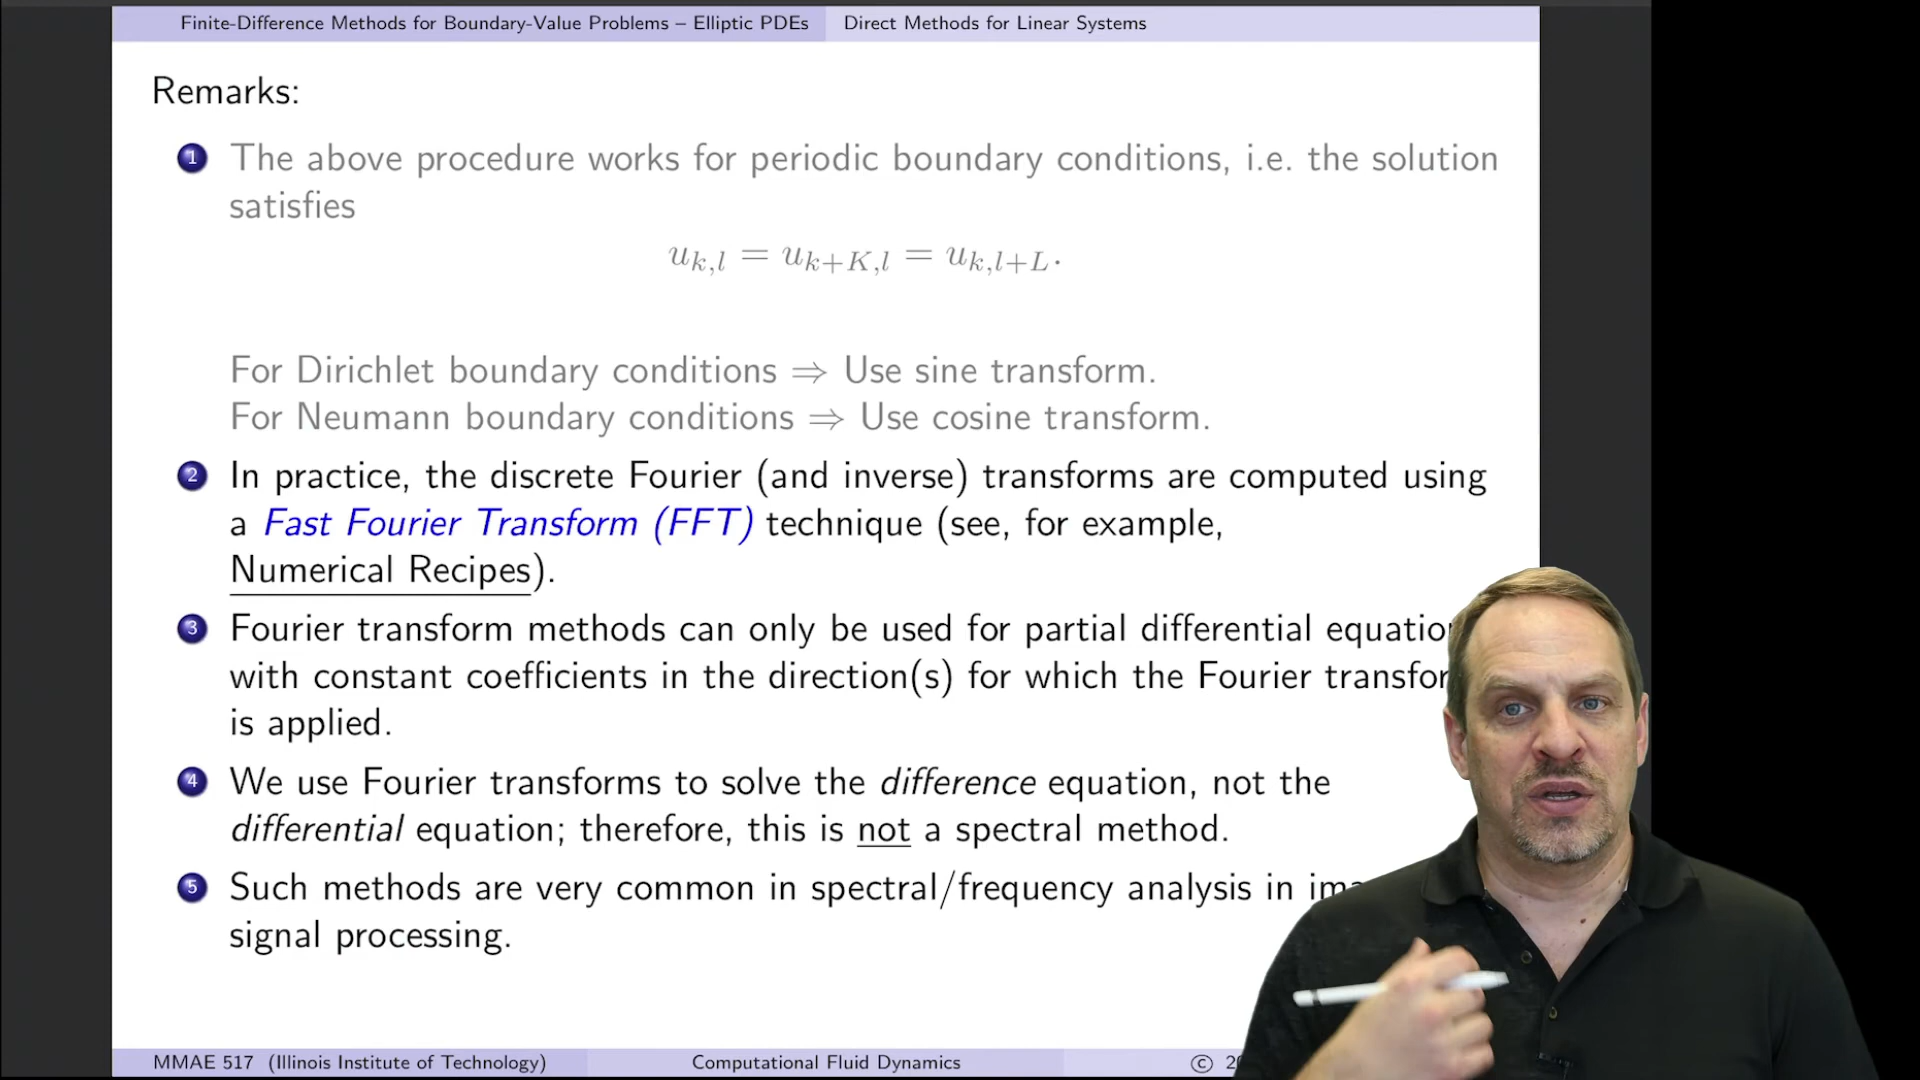 Finite-Difference Methods for Boundary-Value Problems – Elliptic PDEs Direct Methods for Linear Systems
Remarks:
1 The above procedure works for periodic boundary conditions, i.e. the solution
satisfies
u_{k,l} = u_{k+K,l} = u_{k,l+L}.
For Dirichlet boundary conditions ⇒ Use sine transform.
For Neumann boundary conditions ⇒ Use cosine transform.
2 In practice, the discrete Fourier (and inverse) transforms are computed using
a Fast Fourier Transform (FFT) technique (see, for example,
Numerical Recipes).
3 Fourier transform methods can only be used for partial differential
with constant coefficients in the direction(s) for which the Fourier
is applied.
4 We use Fourier transforms to solve the difference equation, not the
differential equation; therefore, this is not a spectral method.
5 Such methods are very common in spectral/frequency analysis in
signal processing.
MMAE 517 (Illinois Institute of Technology) Computational Fluid Dynamics ©